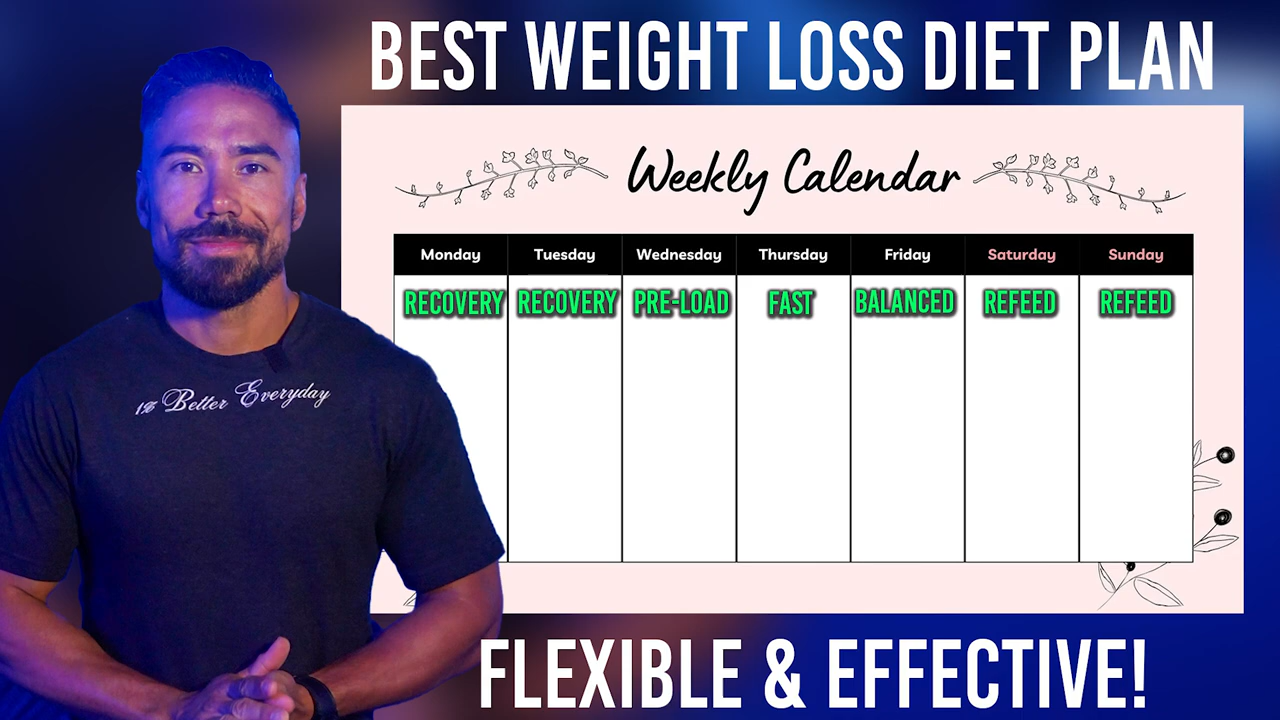 BEST WEIGHT LOSS DIET PLAN
Weekly Calendar
Monday Tuesday Wednesday Thursday Friday Saturday Sunday
RECOVERY RECOVERY PRE-LOAD FAST BALANCED REFEED REFEED
1% Better Everyday
FLEXIBLE & EFFECTIVE!